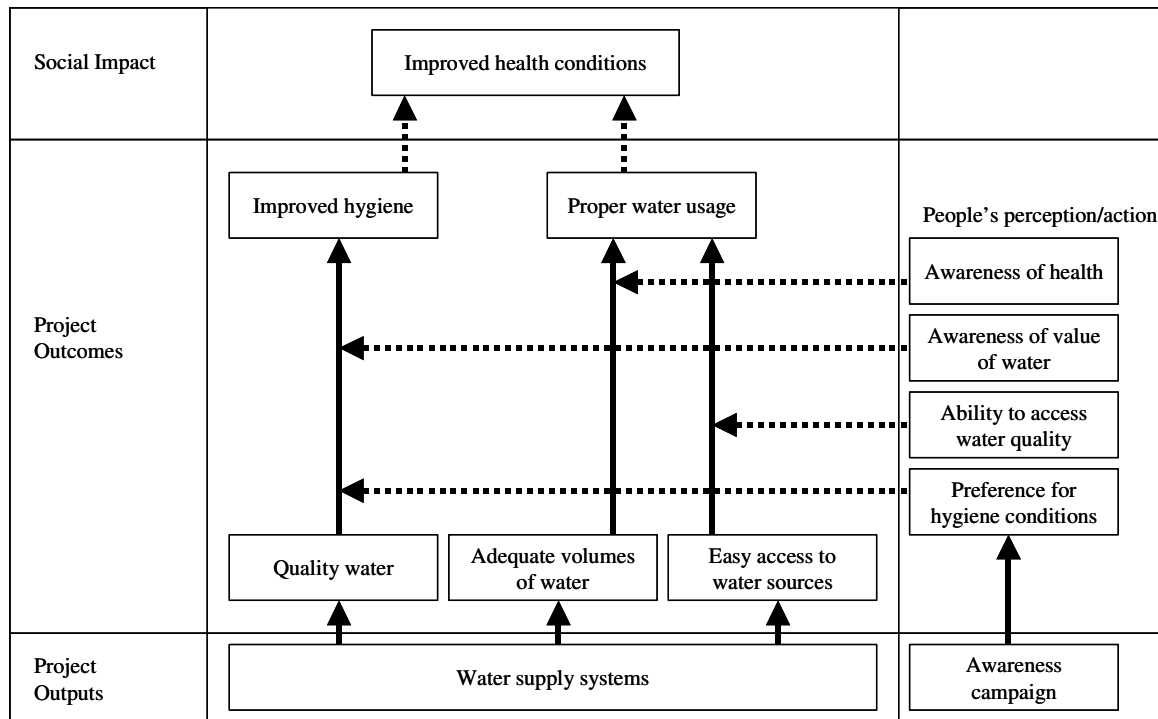 Social Impact
Improved health conditions
Improved hygiene
Proper water usage
People’s perception/action
Awareness of health
Project
Outcomes
Awareness of value
of water
Ability to access
water quality
Preference for
hygiene conditions
Quality water
Adequate volumes
of water
Easy access to
water sources
Project
Outputs
Water supply systems
Awareness
campaign